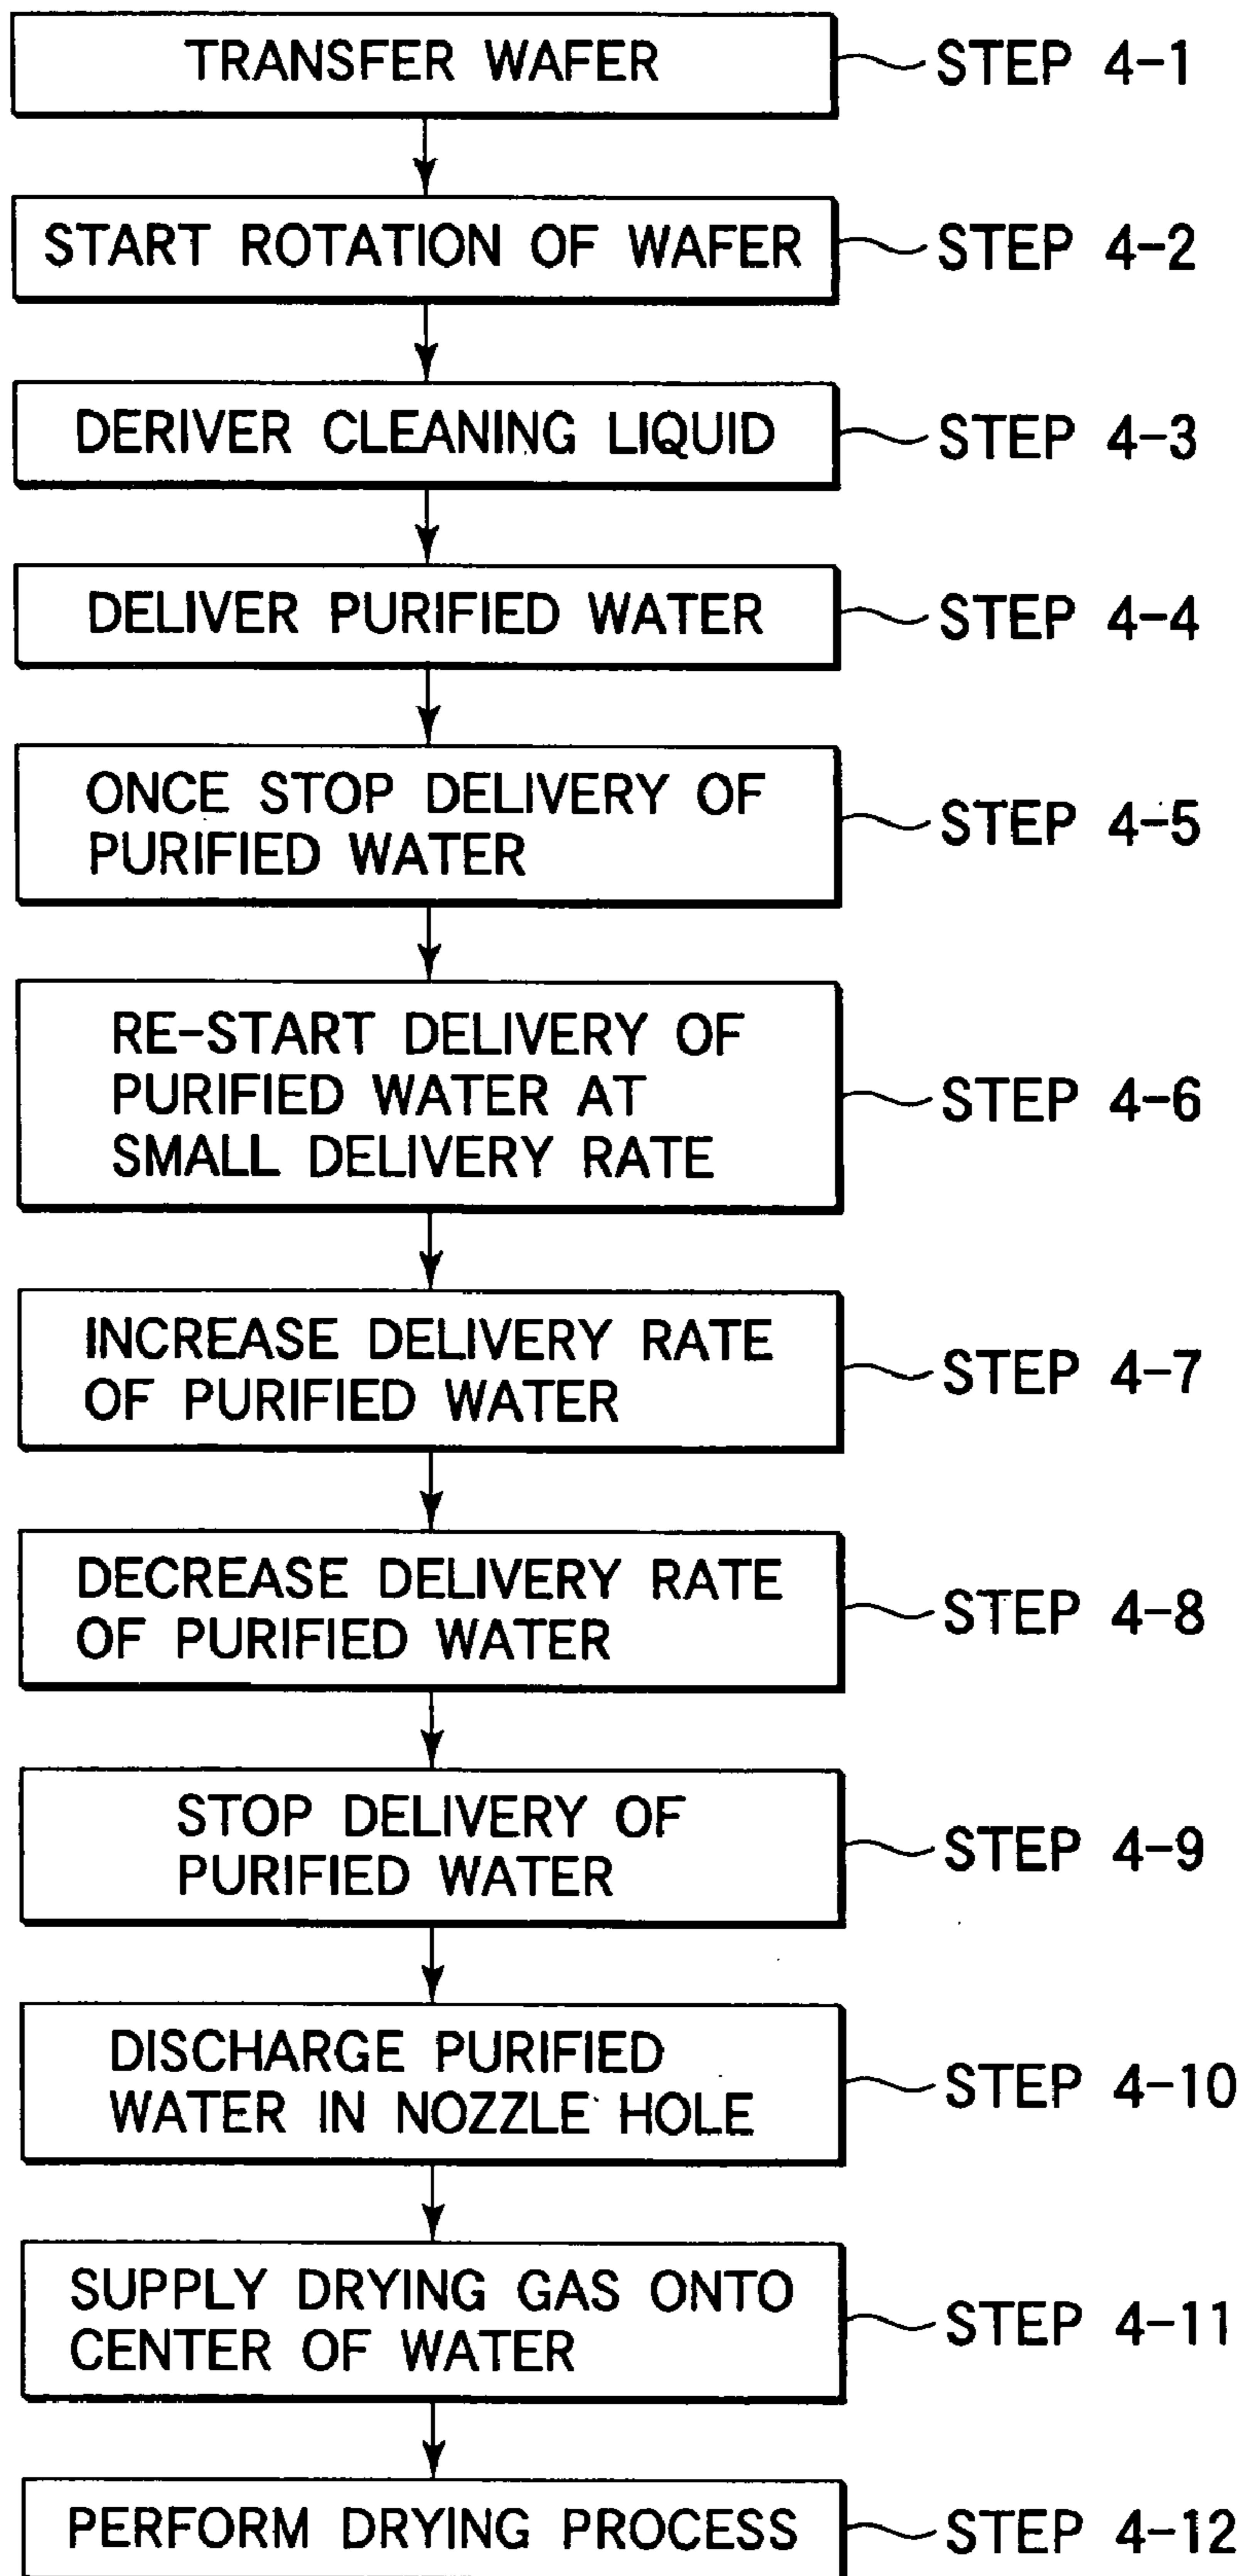 TRANSFER WAFER
STEP 4-1
START ROTATION OF WAFER
STEP 4-2
DERIVER CLEANING LIQUID
STEP 4-3
DELIVER PURIFIED WATER
STEP 4-4
ONCE STOP DELIVERY OF
PURIFIED WATER
STEP 4-5
RE-START DELIVERY OF
PURIFIED WATER AT
SMALL DELIVERY RATE
STEP 4-6
INCREASE DELIVERY RATE
OF PURIFIED WATER
STEP 4-7
DECREASE DELIVERY RATE
OF PURIFIED WATER
STEP 4-8
STOP DELIVERY OF
PURIFIED WATER
STEP 4-9
DISCHARGE PURIFIED
WATER IN NOZZLE HOLE
STEP 4-10
SUPPLY DRYING GAS ONTO
CENTER OF WATER
STEP 4-11
PERFORM DRYING PROCESS
STEP 4-12